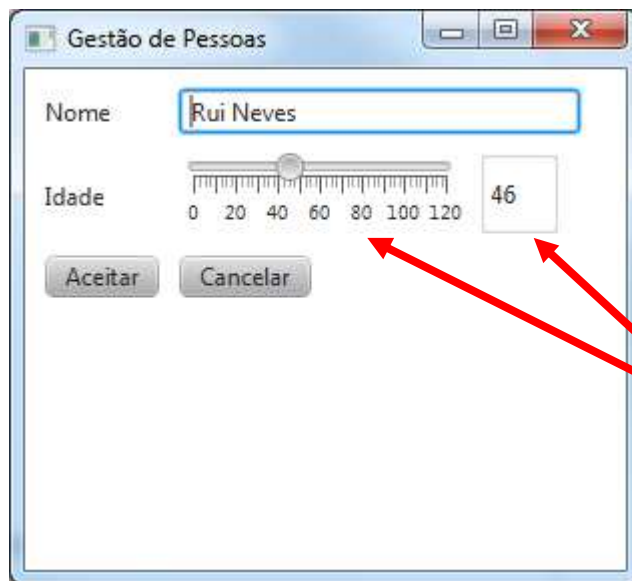 Gestão de Pessoas
Nome
Rui Neves
Idade
0 20 40 60 80 100 120
46
Aceitar
Cancelar